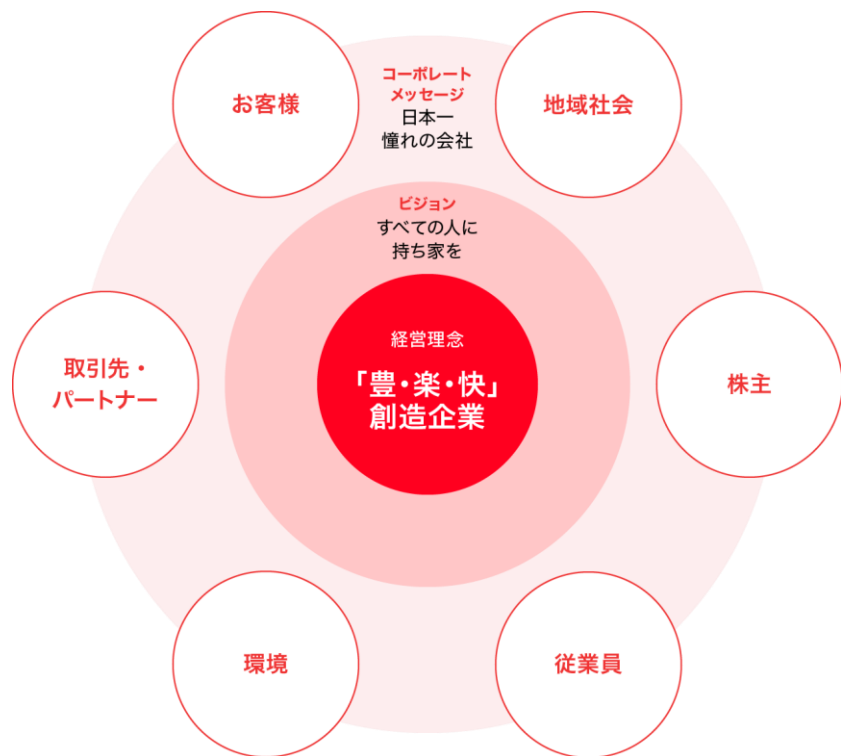 お客様
コーポレート
メッセージ
日本一
憧れの会社
地域社会
ビジョン
すべての人に
持ち家を
経営理念
「豊・楽・快」
創造企業
取引先・
パートナー
株主
環境
従業員